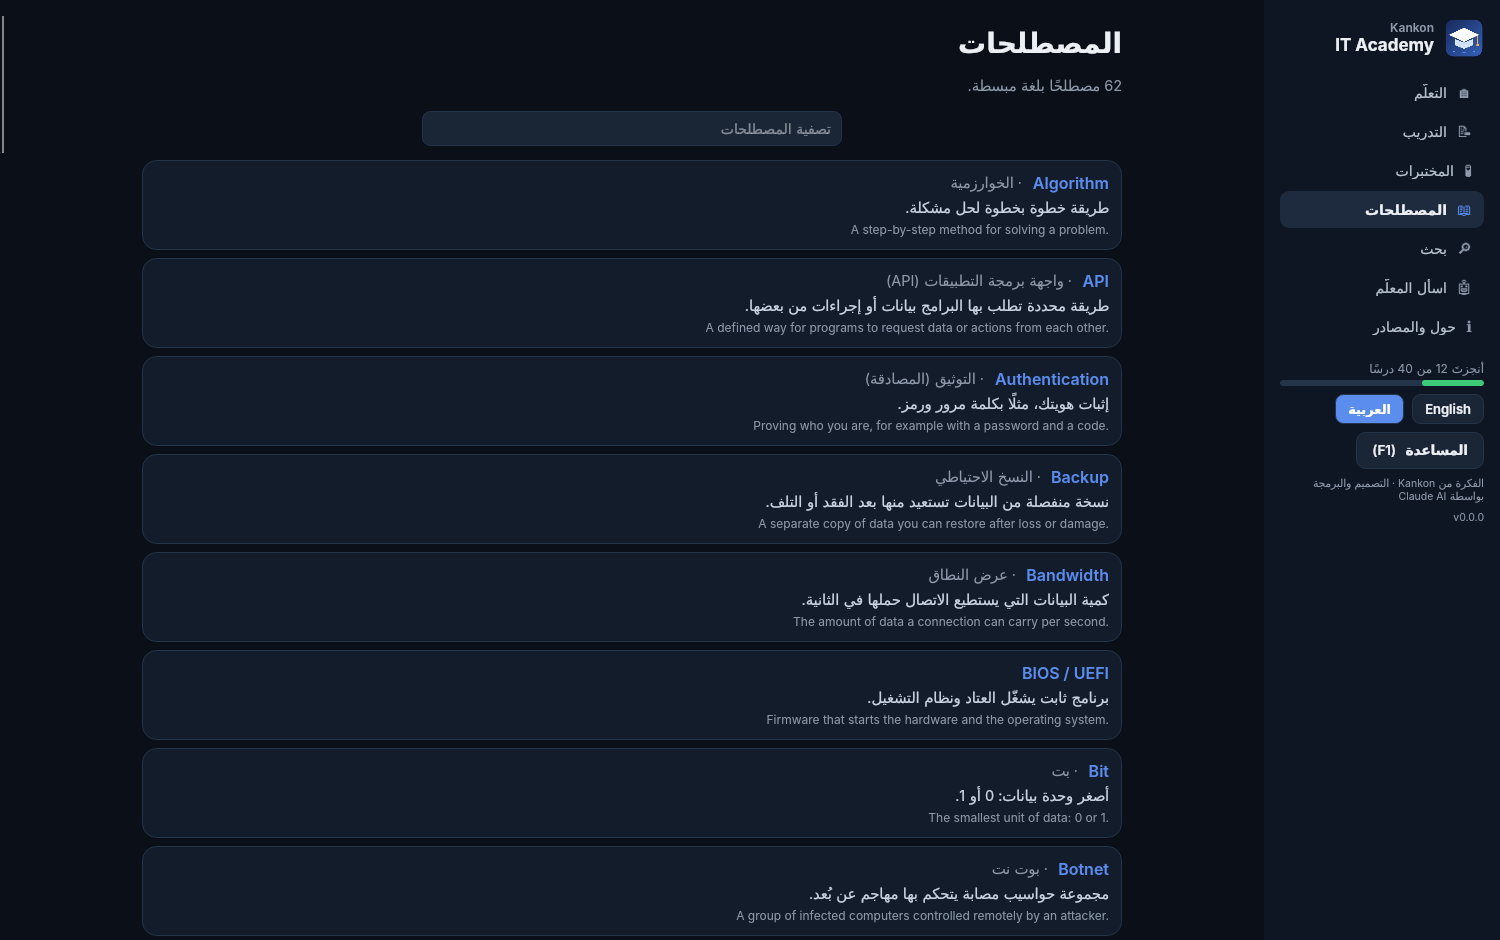 Kankon
IT Academy
التعلّم
التدريب
المختبرات
المصطلحات
بحث
اسأل المعلّم
حول والمصادر
أنجزتَ 12 من 40 درسًا
English
العربية
المساعدة (F1)
الفكرة من Kankon · التصميم والبرمجة
بواسطة Claude AI
v0.0.0
المصطلحات
62 مصطلحًا بلغة مبسطة.
تصفية المصطلحات
Algorithm · الخوارزمية
طريقة خطوة بخطوة لحل مشكلة.
A step-by-step method for solving a problem.
API · واجهة برمجة التطبيقات (API)
طريقة محددة تطلب بها البرامج بيانات أو إجراءات من بعضها.
A defined way for programs to request data or actions from each other.
Authentication · التوثيق (المصادقة)
إثبات هويتك، مثلًا بكلمة مرور ورمز.
Proving who you are, for example with a password and a code.
Backup · النسخ الاحتياطي
نسخة منفصلة من البيانات تستعيد منها بعد الفقد أو التلف.
A separate copy of data you can restore after loss or damage.
Bandwidth · عرض النطاق
كمية البيانات التي يستطيع الاتصال حملها في الثانية.
The amount of data a connection can carry per second.
BIOS / UEFI
برنامج ثابت يشغّل العتاد ونظام التشغيل.
Firmware that starts the hardware and the operating system.
Bit · بت
أصغر وحدة بيانات: 0 أو 1.
The smallest unit of data: 0 or 1.
Botnet · بوت نت
مجموعة حواسيب مصابة يتحكم بها مهاجم عن بُعد.
A group of infected computers controlled remotely by an attacker.